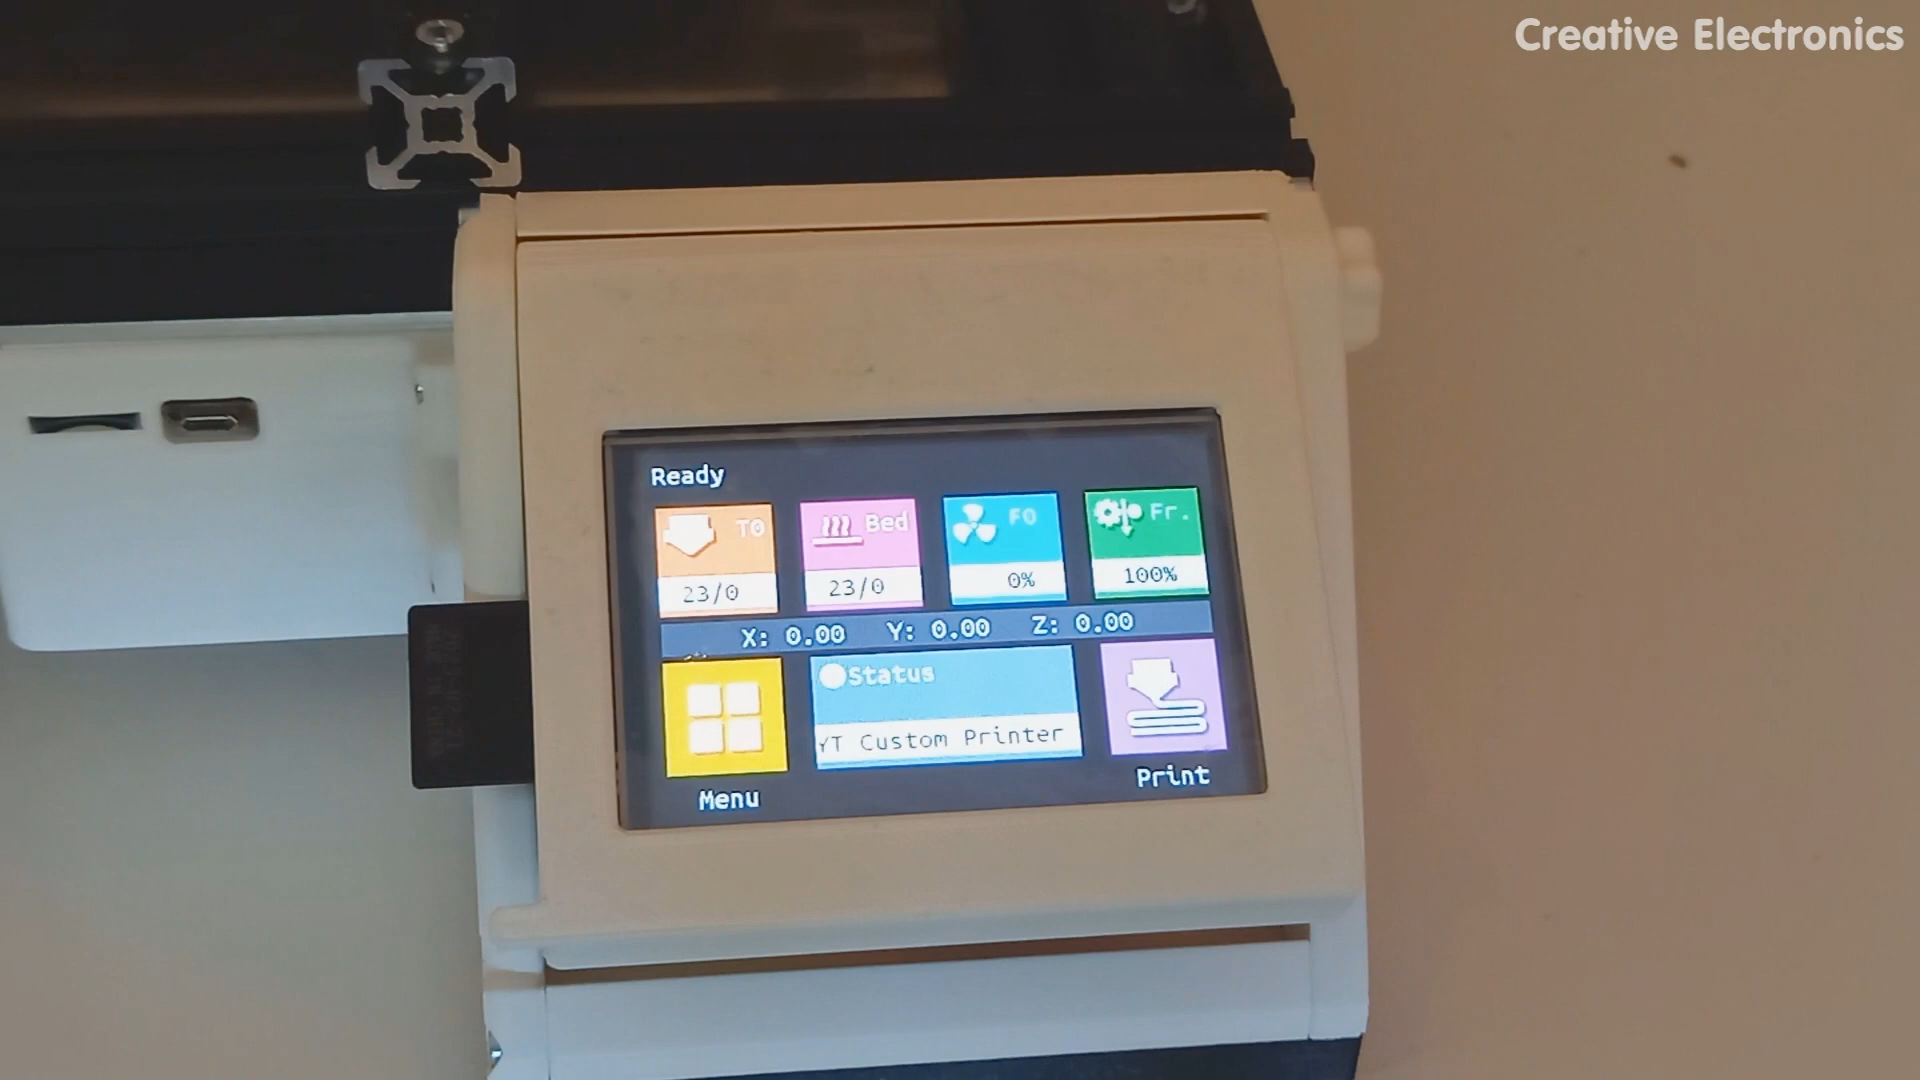 Creative Electronics
Ready
T0 Bed F0 Fr.
23/0 23/0 0% 100%
X: 0.00 Y: 0.00 Z: 0.00
Status
YT Custom Printer
Menu
Print